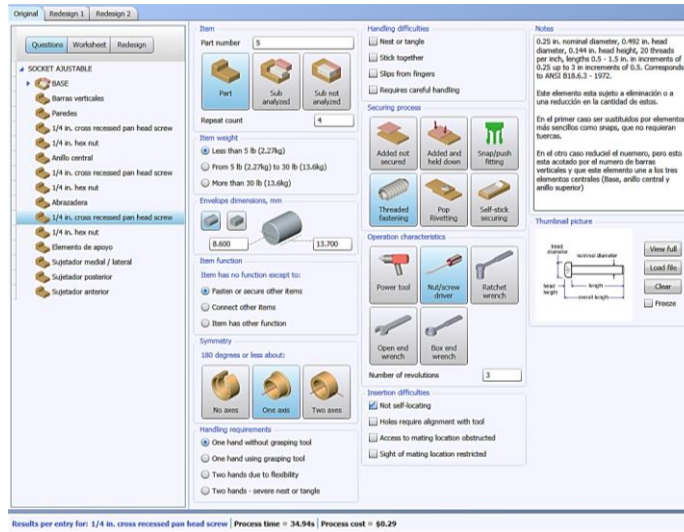 Original
Redesign 1
Redesign 2
Questions
Worksheet
Redesign
SOCKET AJUSTABLE
BASE
Barras verticales
Paredes
1/4 in. cross recessed pan head screw
1/4 in. hex nut
Anillo central
1/4 in. cross recessed pan head screw
1/4 in. hex nut
Abrazadera
1/4 in. cross recessed pan head screw
1/4 in. hex nut
Elemento de apoyo
Sujetador medial / lateral
Sujetador posterior
Sujetador anterior
Item
Part number
5
Part
Sub analyzed
Sub not analyzed
Repeat count
4
Item weight
Less than 5 lb (2.27kg)
From 5 lb (2.27kg) to 30 lb (13.6kg)
More than 30 lb (13.6kg)
Envelope dimensions, mm
8.600
13.700
Item function
Item has no function except to:
Fasten or secure other items
Connect other items
Item has other function
Symmetry
180 degrees or less about:
No axes
One axis
Two axes
Handling requirements
One hand without grasping tool
One hand using grasping tool
Two hands due to flexibility
Two hands - severe nest or tangle
Handling difficulties
Nest or tangle
Stick together
Slips from fingers
Requires careful handling
Securing process
Added not secured
Added and held down
Snap/push fitting
Threaded fastening
Pop Rivetting
Self-stick securing
Operation characteristics
Power tool
Nut/screw driver
Ratchet wrench
Open end wrench
Box end wrench
Number of revolutions
3
Insertion difficulties
Not self-locating
Holes require alignment with tool
Access to mating location obstructed
Sight of mating location restricted
Notes
0.25 in. nominal diameter, 0.492 in. head
diameter, 0.144 in. head height, 20 threads
per inch, lengths 0.5 - 1.5. in. in increments of
0.25 up to 3 in increments of 0.5. Corresponds
to ANSI B18.6.3 - 1972.
Este elemento esta sujeto a eliminación o a
una reducción en la cantidad de estos.
En el primer caso ser sustituidos por elementos
más sencillos como snaps, que no requieran
tuercas.
En el otro caso reduciel el nuemero, pero esto
esta acotado por el numero de barras
verticales y que este elemento une a los tres
elementos centrales (Base, anillo central y
anillo superior)
Thumbnail picture
head diameter
nominal diameter
head height
length
overall length
View full
Load file
Clear
Freeze
Results per entry for: 1/4 in. cross recessed pan head screw | Process time = 34.94s | Process cost = $0.29